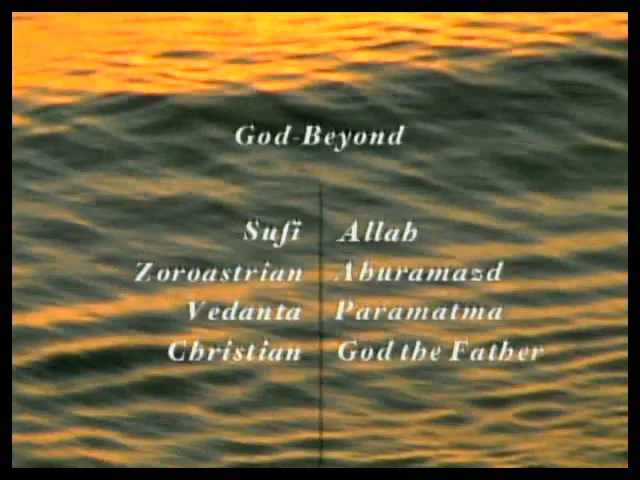 God-Beyond
Sufi Allah
Zoroastrian Ahuramazd
Vedanta Paramatma
Christian God the Father